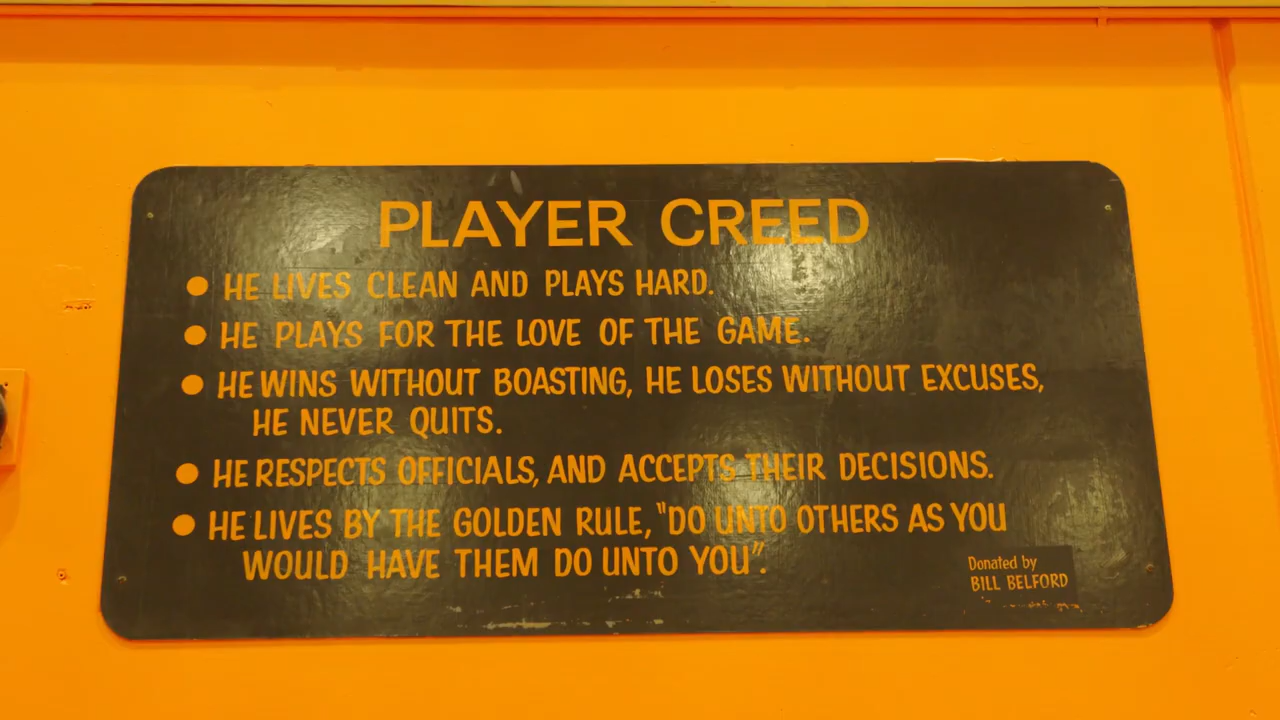 PLAYER CREED
● HE LIVES CLEAN AND PLAYS HARD.
● HE PLAYS FOR THE LOVE OF THE GAME.
● HE WINS WITHOUT BOASTING, HE LOSES WITHOUT EXCUSES,
HE NEVER QUITS.
● HE RESPECTS OFFICIALS, AND ACCEPTS THEIR DECISIONS.
● HE LIVES BY THE GOLDEN RULE, "DO UNTO OTHERS AS YOU
WOULD HAVE THEM DO UNTO YOU".
Donated by
BILL BELFORD